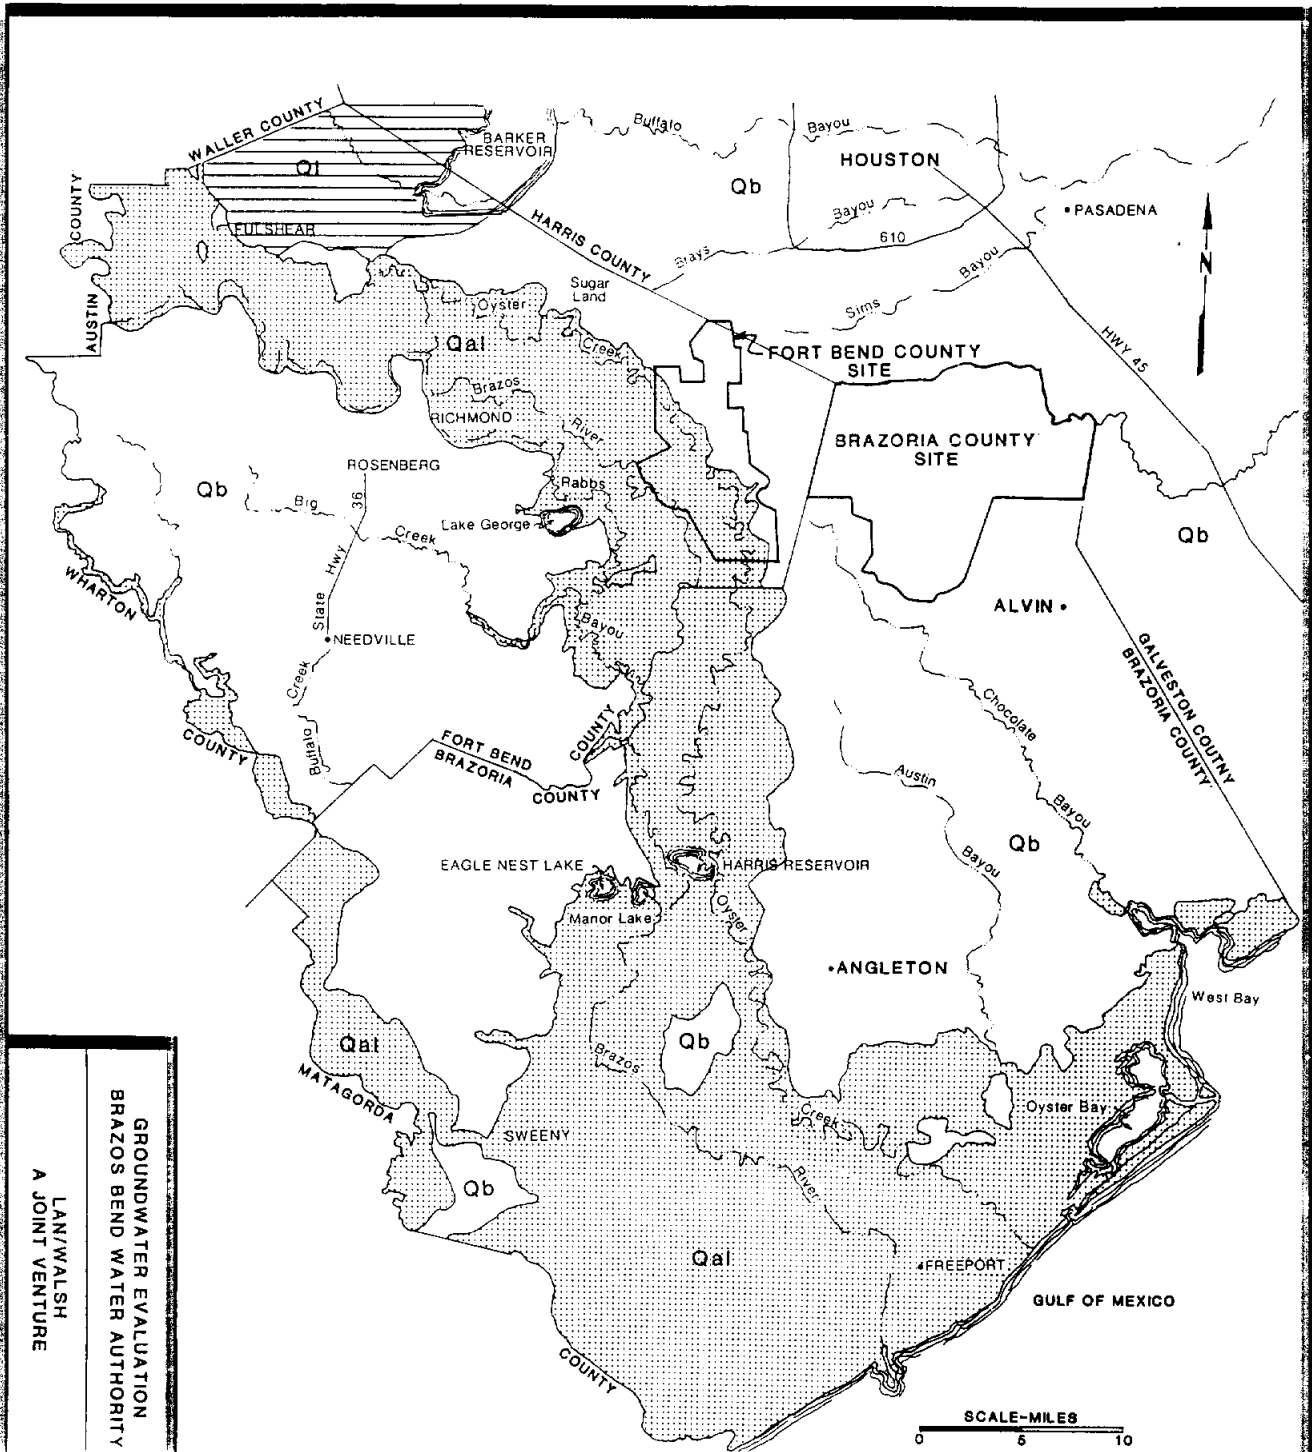 WALLER COUNTY
BARKER
RESERVOIR
Buffalo
Bayou
HOUSTON
Ql
Qb
COUNTY
FULSHEAR
HARRIS COUNTY
Bayou
PASADENA
Brays
610
Bayou
N
AUSTIN
Sugar
Land
Sims
Oyster
Creek
Qal
FORT BEND COUNTY
SITE
HWY 45
Brazos
River
RICHMOND
BRAZORIA COUNTY
SITE
ROSENBERG
Qb
Big
36
Rabbs
Lake George
Creek
Qb
WHARTON
Hwy
State
ALVIN
NEEDVILLE
Bayou
Creek
GALVESTON COUTNY
BRAZORIA COUNTY
Chocolate
COUNTY
Buffalo
FORT BEND
COUNTY
BRAZORIA
COUNTY
Austin
Bayou
Qb
Bayou
EAGLE NEST LAKE
HARRIS RESERVOIR
Manor Lake
Oyster
ANGLETON
West Bay
Qal
Qb
Brazos
MATAGORDA
Oyster Bay
Creek
SWEENY
River
Qb
Qal
FREEPORT
GULF OF MEXICO
COUNTY
SCALE-MILES
0 5 10
GROUNDWATER EVALUATION
BRAZOS BEND WATER AUTHORITY
LAN/WALSH
A JOINT VENTURE